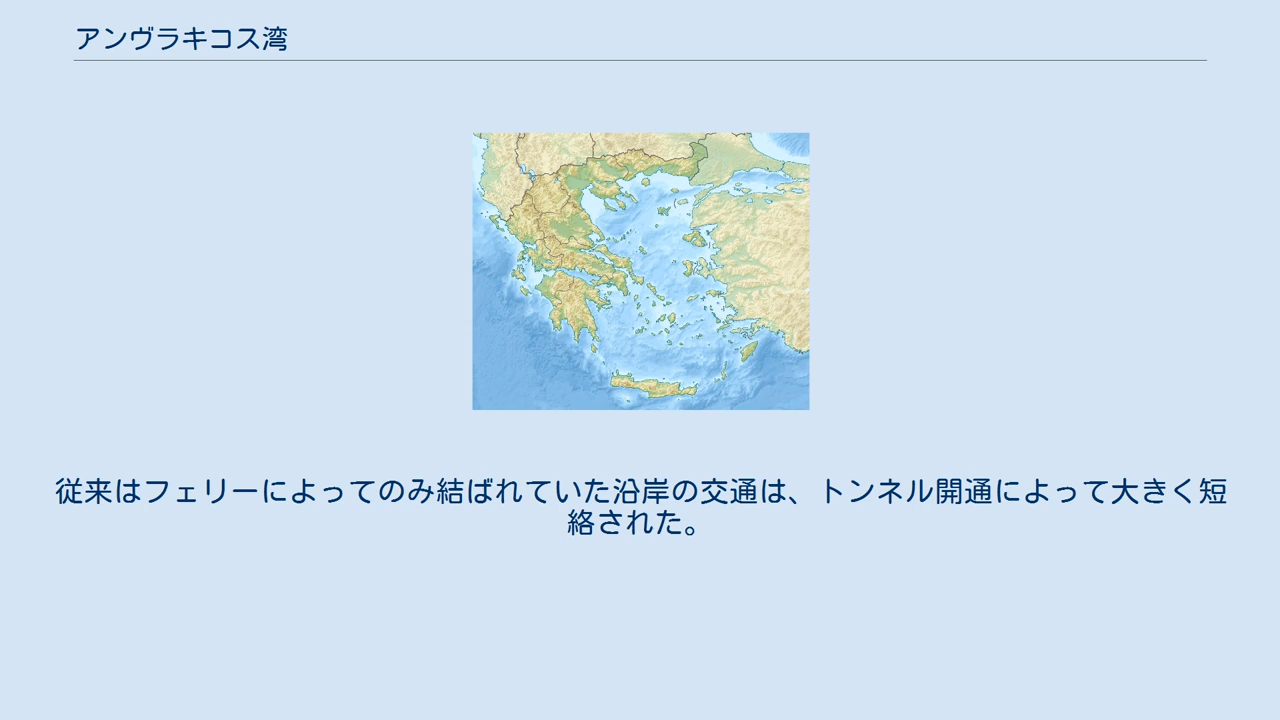 アンヴラキコス湾
従来はフェリーによってのみ結ばれていた沿岸の交通は、トンネル開通によって大きく短
絡された。